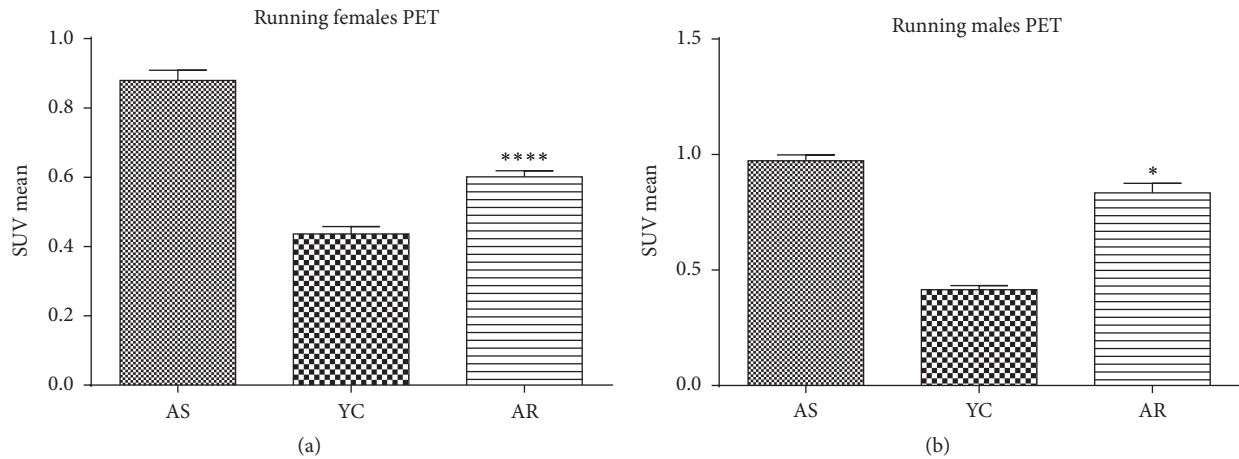 Running females PET
1.0
0.8
0.6
0.4
0.2
0.0
SUV mean
****
AS YC AR
(a)
Running males PET
1.5
1.0
0.5
0.0
SUV mean
*
AS YC AR
(b)